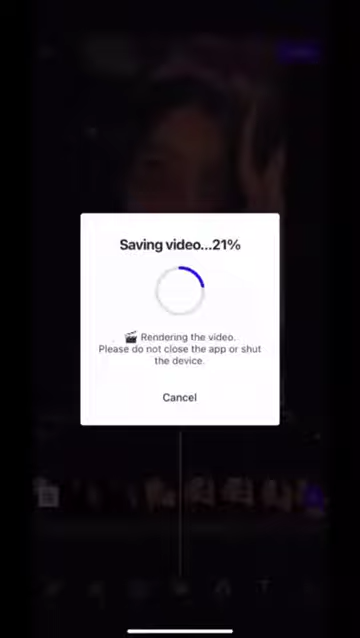 Saving video...21%
🎬 Rendering the video.
Please do not close the app or shut
the device.
Cancel